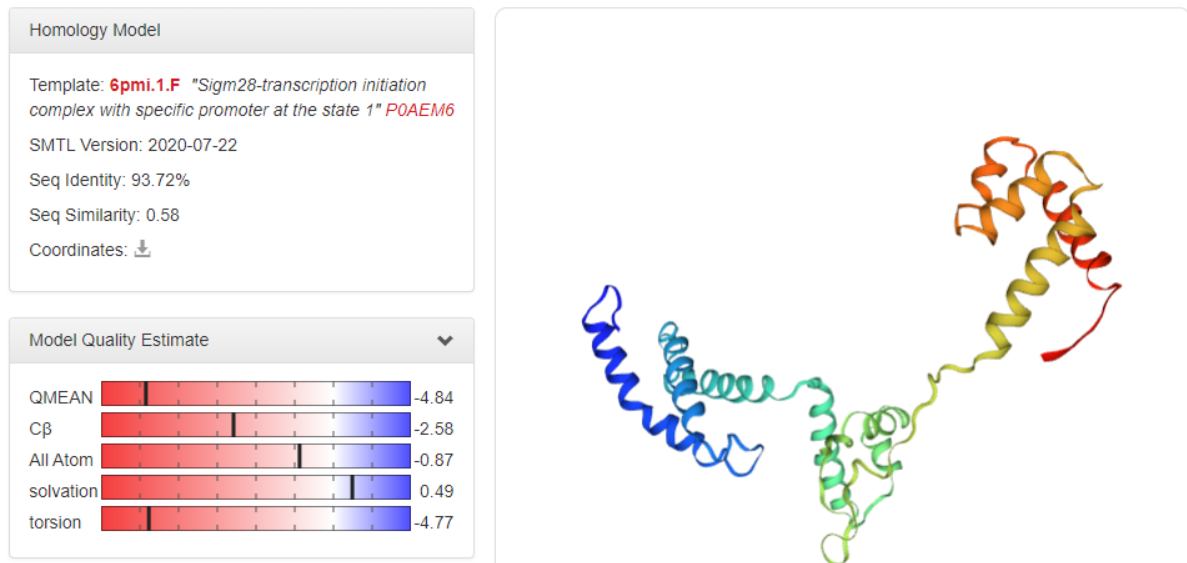 Homology Model
Template: 6pmi.1.F "Sigm28-transcription initiation
complex with specific promoter at the state 1" P0AEM6
SMTL Version: 2020-07-22
Seq Identity: 93.72%
Seq Similarity: 0.58
Coordinates:
Model Quality Estimate
QMEAN -4.84
Cβ -2.58
All Atom -0.87
solvation 0.49
torsion -4.77